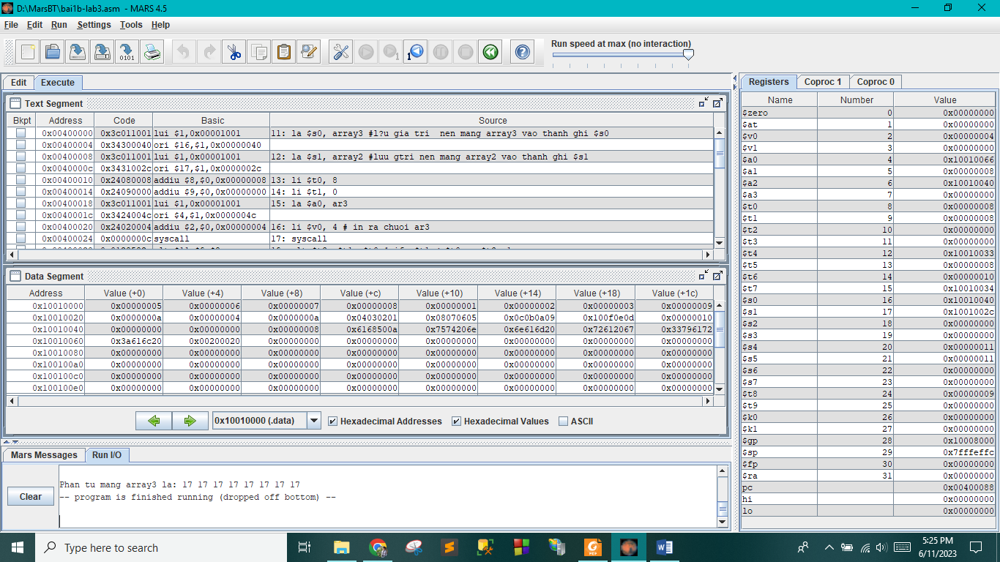 D:\MarsBT\bai1b-lab3.asm - MARS 4.5
File Edit Run Settings Tools Help
Run speed at max (no interaction)
Edit Execute
Text Segment
Bkpt Address Code Basic Source
0x00400000 0x3c011001 lui $1,0x00001001 11: la $s0, array3 #l?u gia tri nen mang array3 vao thanh ghi $s0
0x00400004 0x34300040 ori $16,$1,0x00000040
0x00400008 0x3c011001 lui $1,0x00001001 12: la $s1, array2 #luu gtri nen mang array2 vao thanh ghi $s1
0x0040000c 0x3431002c ori $17,$1,0x0000002c
0x00400010 0x24080008 addiu $8,$0,0x00000008 13: li $t0, 8
0x00400014 0x24090000 addiu $9,$0,0x00000000 14: li $t1, 0
0x00400018 0x3c011001 lui $1,0x00001001 15: la $a0, ar3
0x0040001c 0x3424004c ori $4,$1,0x0000004c
0x00400020 0x24020004 addiu $2,$0,0x00000004 16: li $v0, 4 # in ra chuoi ar3
0x00400024 0x0000000c syscall 17: syscall
Data Segment
Address Value (+0) Value (+4) Value (+8) Value (+c) Value (+10) Value (+14) Value (+18) Value (+1c)
0x10010000 0x00000005 0x00000006 0x00000007 0x00000008 0x00000001 0x00000002 0x00000003 0x00000009
0x10010020 0x0000000a 0x00000004 0x0000000a 0x04030201 0x08070605 0x0c0b0a09 0x100f0e0d 0x00000010
0x10010040 0x00000000 0x00000000 0x00000008 0x6168500a 0x7574206e 0x6e616d20 0x72612067 0x33796172
0x10010060 0x3a616c20 0x00200020 0x00000000 0x00000000 0x00000000 0x00000000 0x00000000 0x00000000
0x10010080 0x00000000 0x00000000 0x00000000 0x00000000 0x00000000 0x00000000 0x00000000 0x00000000
0x100100a0 0x00000000 0x00000000 0x00000000 0x00000000 0x00000000 0x00000000 0x00000000 0x00000000
0x100100c0 0x00000000 0x00000000 0x00000000 0x00000000 0x00000000 0x00000000 0x00000000 0x00000000
0x100100e0 0x00000000 0x00000000 0x00000000 0x00000000 0x00000000 0x00000000 0x00000000 0x00000000
0x10010000 (.data) Hexadecimal Addresses Hexadecimal Values ASCII
Mars Messages Run I/O
Clear
Phan tu mang array3 la: 17 17 17 17 17 17 17 17
-- program is finished running (dropped off bottom) --
Registers Coproc 1 Coproc 0
Name Number Value
$zero 0 0x00000000
$at 1 0x00000000
$v0 2 0x00000004
$v1 3 0x00000000
$a0 4 0x10010066
$a1 5 0x00000008
$a2 6 0x10010040
$a3 7 0x00000000
$t0 8 0x00000008
$t1 9 0x00000008
$t2 10 0x00000000
$t3 11 0x00000000
$t4 12 0x10010033
$t5 13 0x00000008
$t6 14 0x00000010
$t7 15 0x10010034
$s0 16 0x10010040
$s1 17 0x1001002c
$s2 18 0x00000000
$s3 19 0x00000000
$s4 20 0x00000011
$s5 21 0x00000011
$s6 22 0x00000000
$s7 23 0x00000000
$t8 24 0x00000009
$t9 25 0x00000000
$k0 26 0x00000000
$k1 27 0x00000000
$gp 28 0x10008000
$sp 29 0x7fffeffc
$fp 30 0x00000000
$ra 31 0x00000000
pc 0x00400088
hi 0x00000000
lo 0x00000000
Type here to search
5:25 PM
6/11/2023